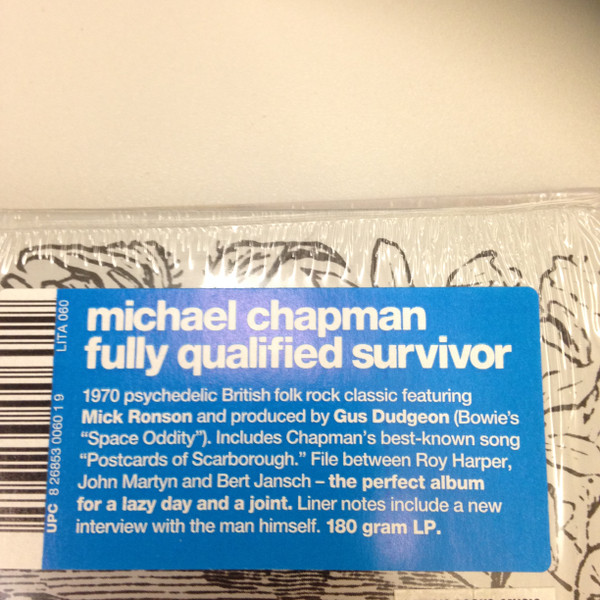 michael chapman
fully qualified survivor
1970 psychedelic British folk rock classic featuring
Mick Ronson and produced by Gus Dudgeon (Bowie's
"Space Oddity"). Includes Chapman's best-known song
"Postcards of Scarborough." File between Roy Harper,
John Martyn and Bert Jansch – the perfect album
for a lazy day and a joint. Liner notes include a new
interview with the man himself. 180 gram LP.
LITA 060
UPC 8 26853 0060 1 9